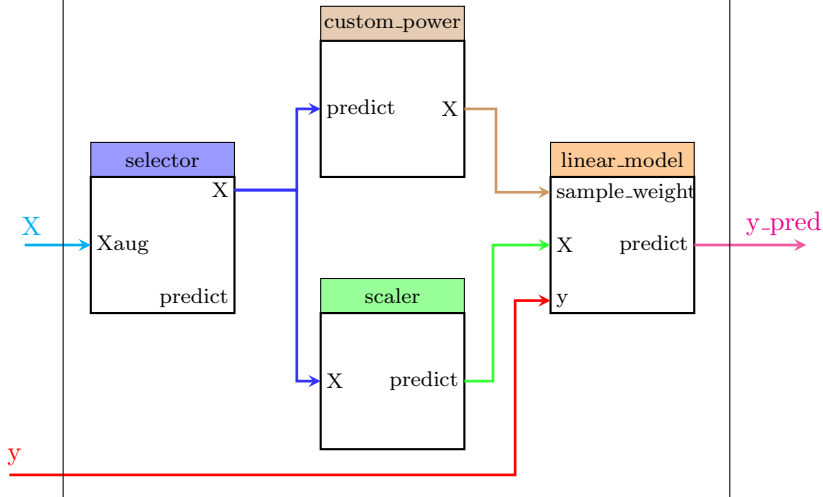 custom_power
predict X
selector
X
Xaug
predict
linear_model
sample_weight
X predict
y
scaler
X predict
X
y
y_pred